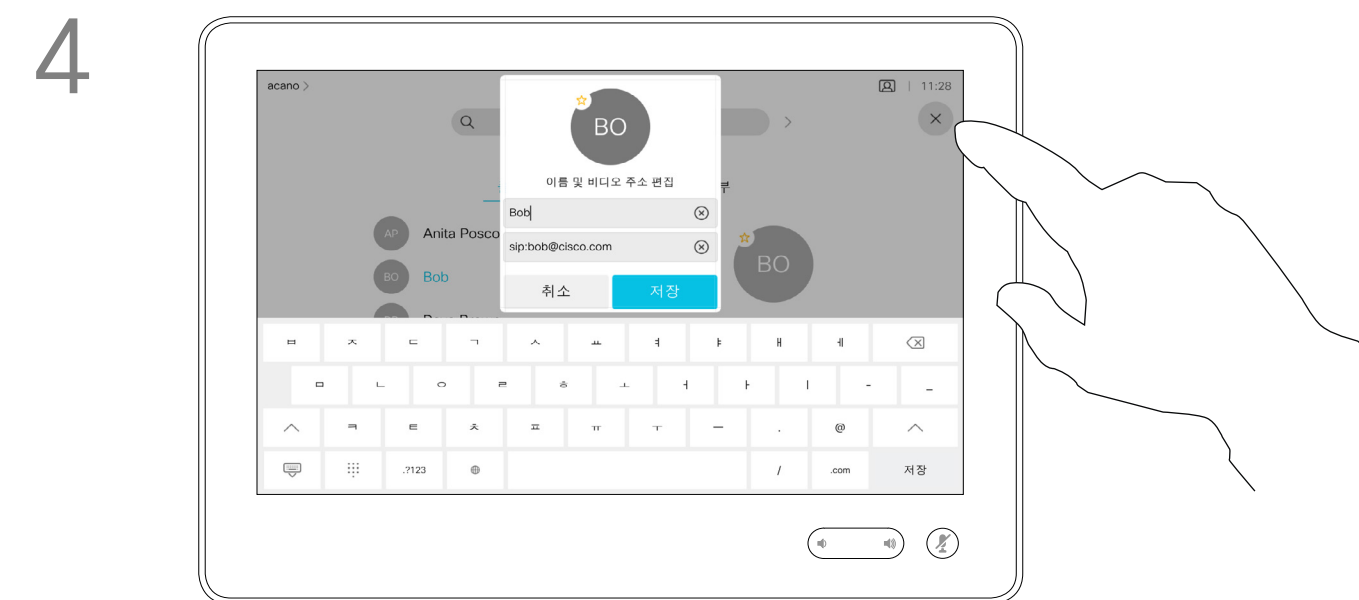 4
acano >
11:28
BO
이름 및 비디오 주소 편집
부
Bob
AP Anita Posco
sip:bob@cisco.com
BO
BO Bob
취소 저장
ㅂ ㅈ ㄷ ㄱ ㅅ ㅛ ㅕ ㅑ ㅐ ㅔ
ㅁ ㄴ ㅇ ㄹ ㅎ ㅗ ㅓ ㅏ ㅣ - _
ㅋ ㅌ ㅊ ㅍ ㅠ ㅜ ㅡ . @
.?123 / .com 저장